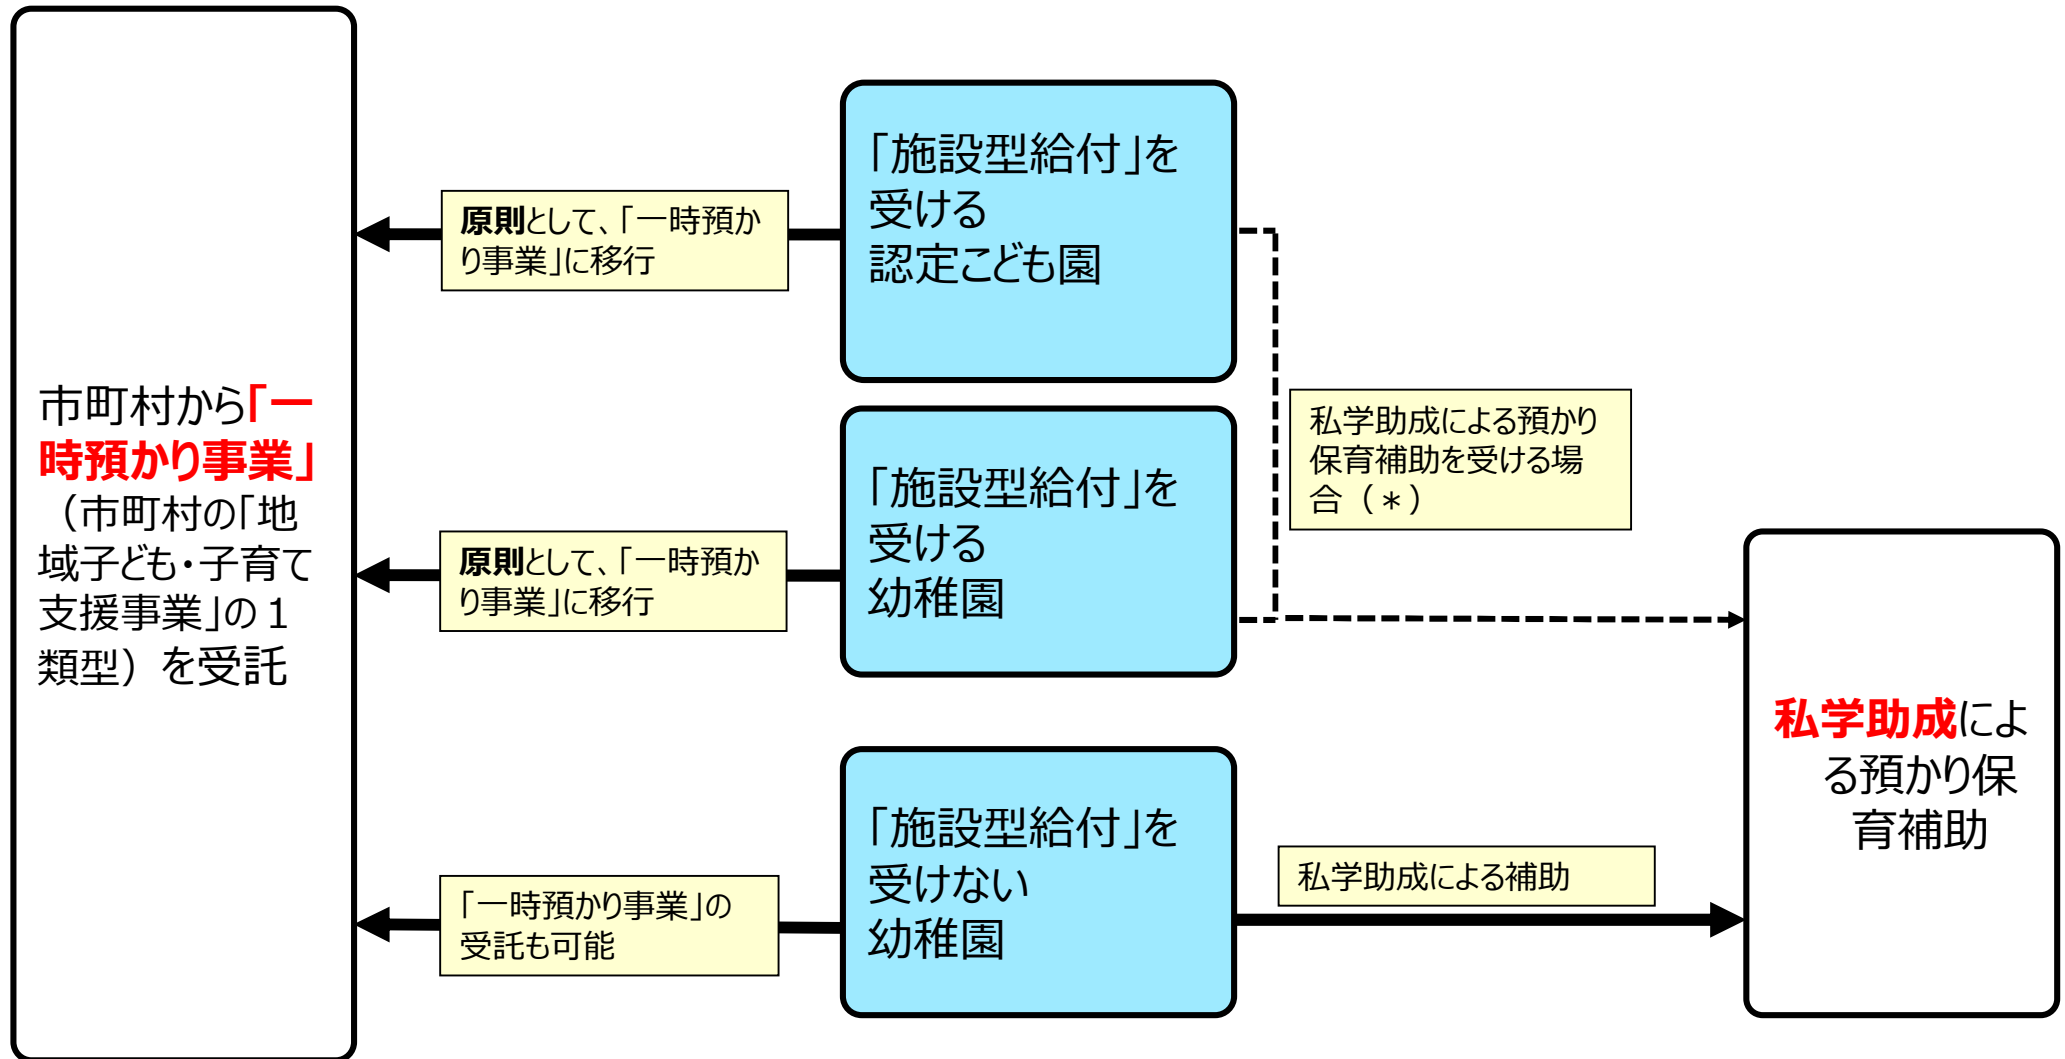 市町村から「一
時預かり事業」
（市町村の「地
域子ども・子育て
支援事業」の１
類型）を受託
原則として、「一時預か
り事業」に移行
「施設型給付」を
受ける
認定こども園
原則として、「一時預か
り事業」に移行
「施設型給付」を
受ける
幼稚園
「一時預かり事業」の
受託も可能
「施設型給付」を
受けない
幼稚園
私学助成による預かり
保育補助を受ける場
合（＊）
私学助成による補助
私学助成によ
る預かり保
育補助